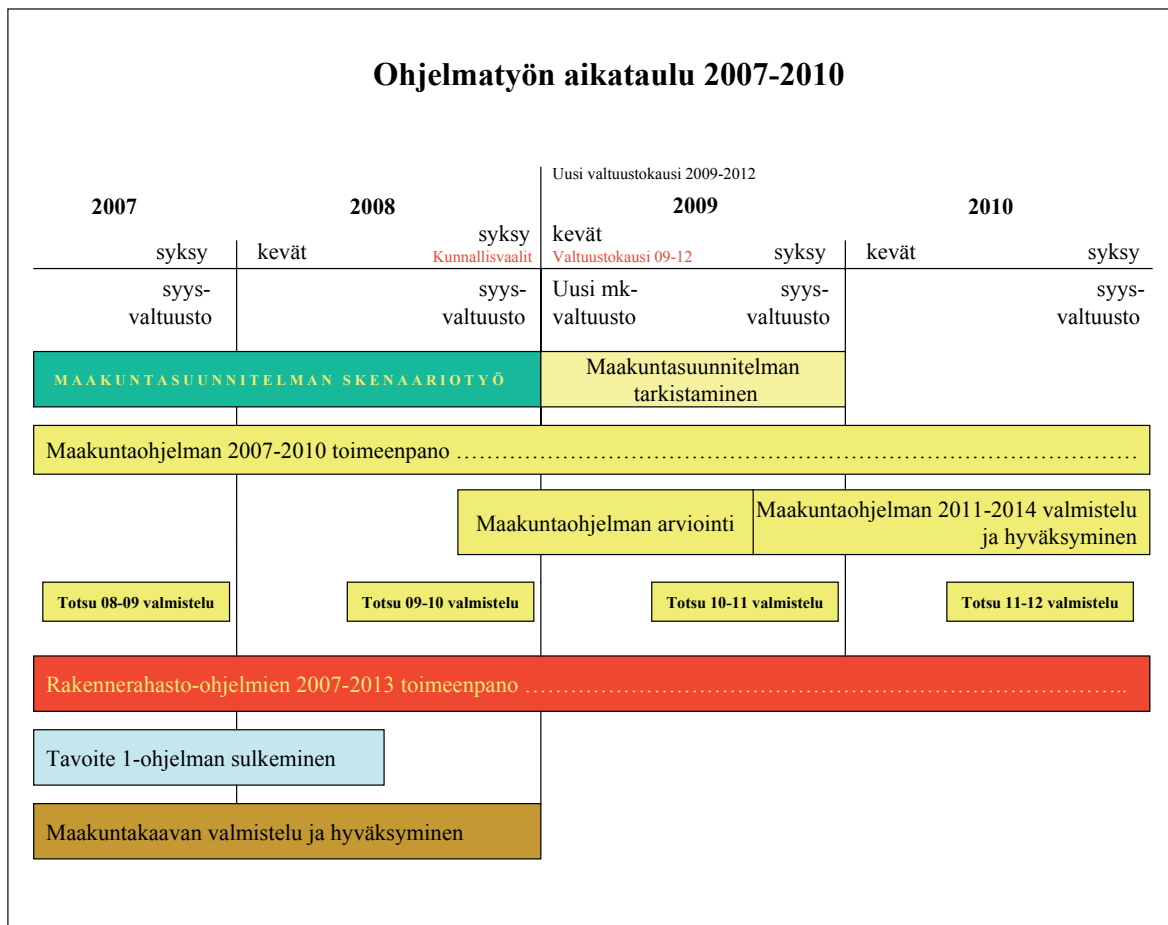 Ohjelmatyön aikataulu 2007-2010
Uusi valtuustokausi 2009-2012
2007 2008 2009 2010
syksy kevät syksy kevät syksy kevät syksy
Kunnallisvaalit Valtuustokausi 09-12
syys- syys- Uusi mk- syys- syys-
valtuusto valtuusto valtuusto valtuusto valtuusto
MAAKUNTASUUNNITELMAN SKENAARIOTYÖ
Maakuntasuunnitelman
tarkistaminen
Maakuntaohjelman 2007-2010 toimeenpano ……………………………………………………………………………
Maakuntaohjelman arviointi
Maakuntaohjelman 2011-2014 valmistelu
ja hyväksyminen
Totsu 08-09 valmistelu Totsu 09-10 valmistelu Totsu 10-11 valmistelu Totsu 11-12 valmistelu
Rakennerahasto-ohjelmien 2007-2013 toimeenpano ……………………………………………………………………..
Tavoite 1-ohjelman sulkeminen
Maakuntakaavan valmistelu ja hyväksyminen